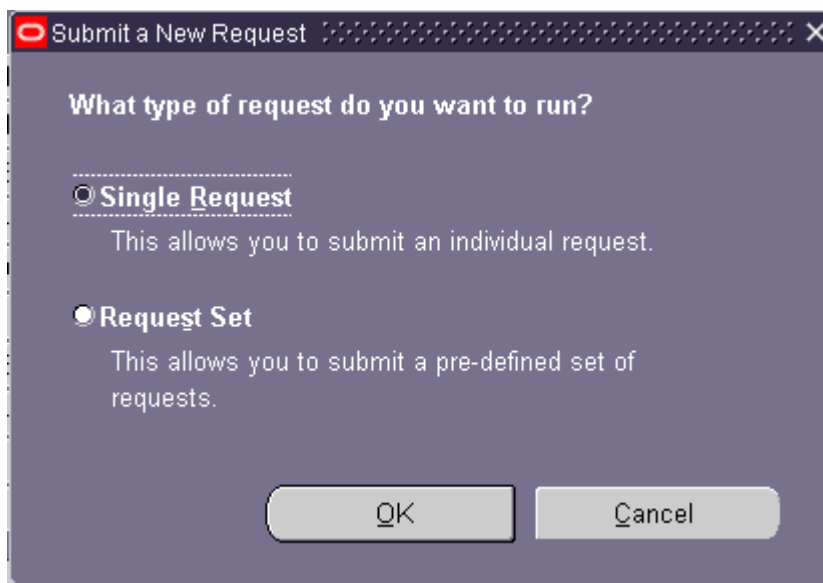 Submit a New Request
What type of request do you want to run?
Single Request
This allows you to submit an individual request.
Request Set
This allows you to submit a pre-defined set of
requests.
OK
Cancel